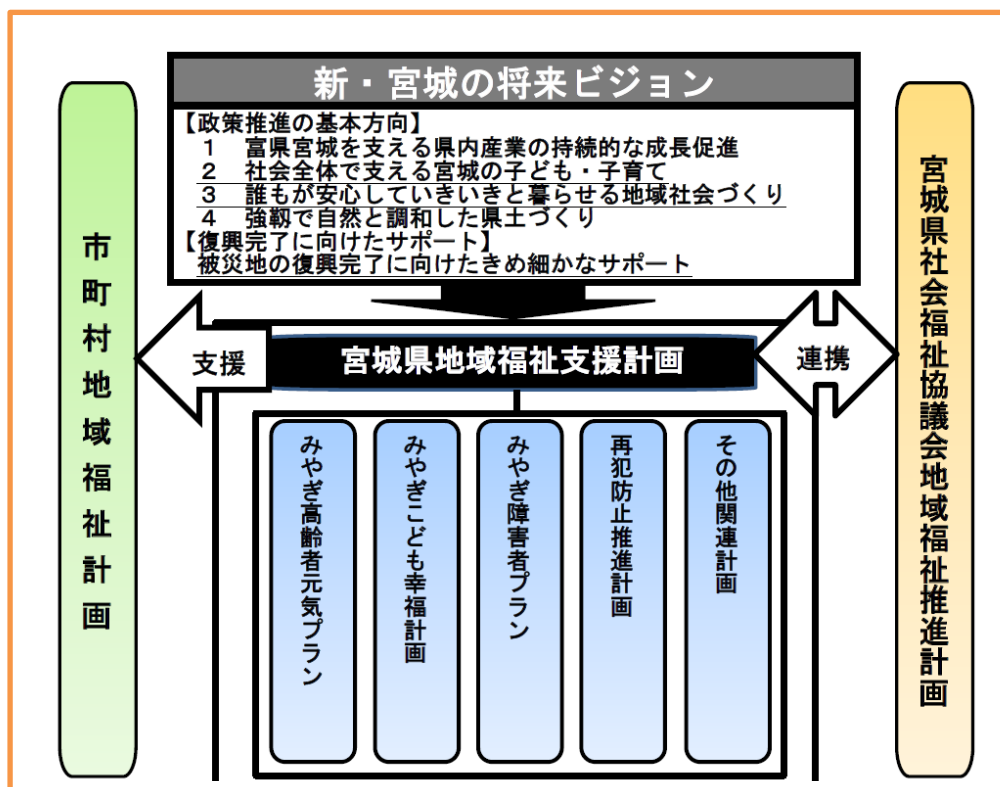 新・宮城の将来ビジョン
【政策推進の基本方向】
1 富県宮城を支える県内産業の持続的な成長促進
2 社会全体で支える宮城の子ども・子育て
3 誰もが安心していきいきと暮らせる地域社会づくり
4 強靱で自然と調和した県土づくり
【復興完了に向けたサポート】
被災地の復興完了に向けたきめ細かなサポート
市町村地域福祉計画
支援
宮城県地域福祉支援計画
連携
宮城県社会福祉協議会地域福祉推進計画
みやぎ高齢者元気プラン
みやぎこども幸福計画
みやぎ障害者プラン
再犯防止推進計画
その他関連計画